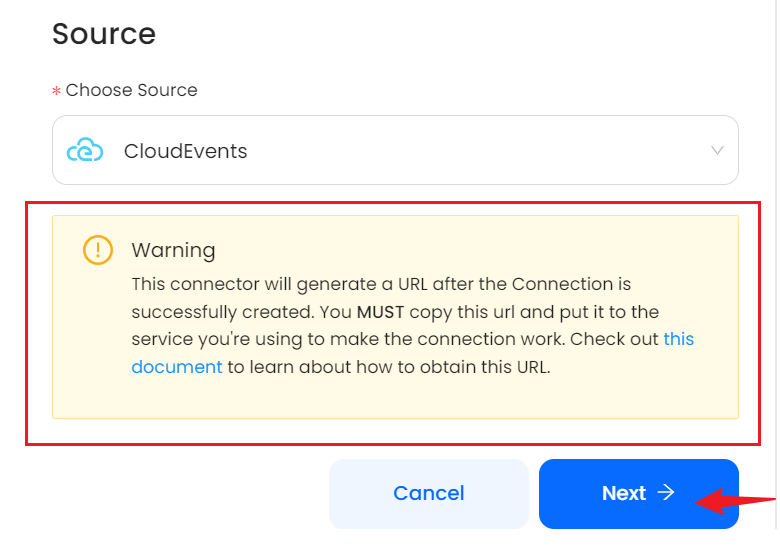 Source
* Choose Source
CloudEvents
Warning
This connector will generate a URL after the Connection is
successfully created. You MUST copy this url and put it to the
service you're using to make the connection work. Check out this
document to learn about how to obtain this URL.
Cancel
Next